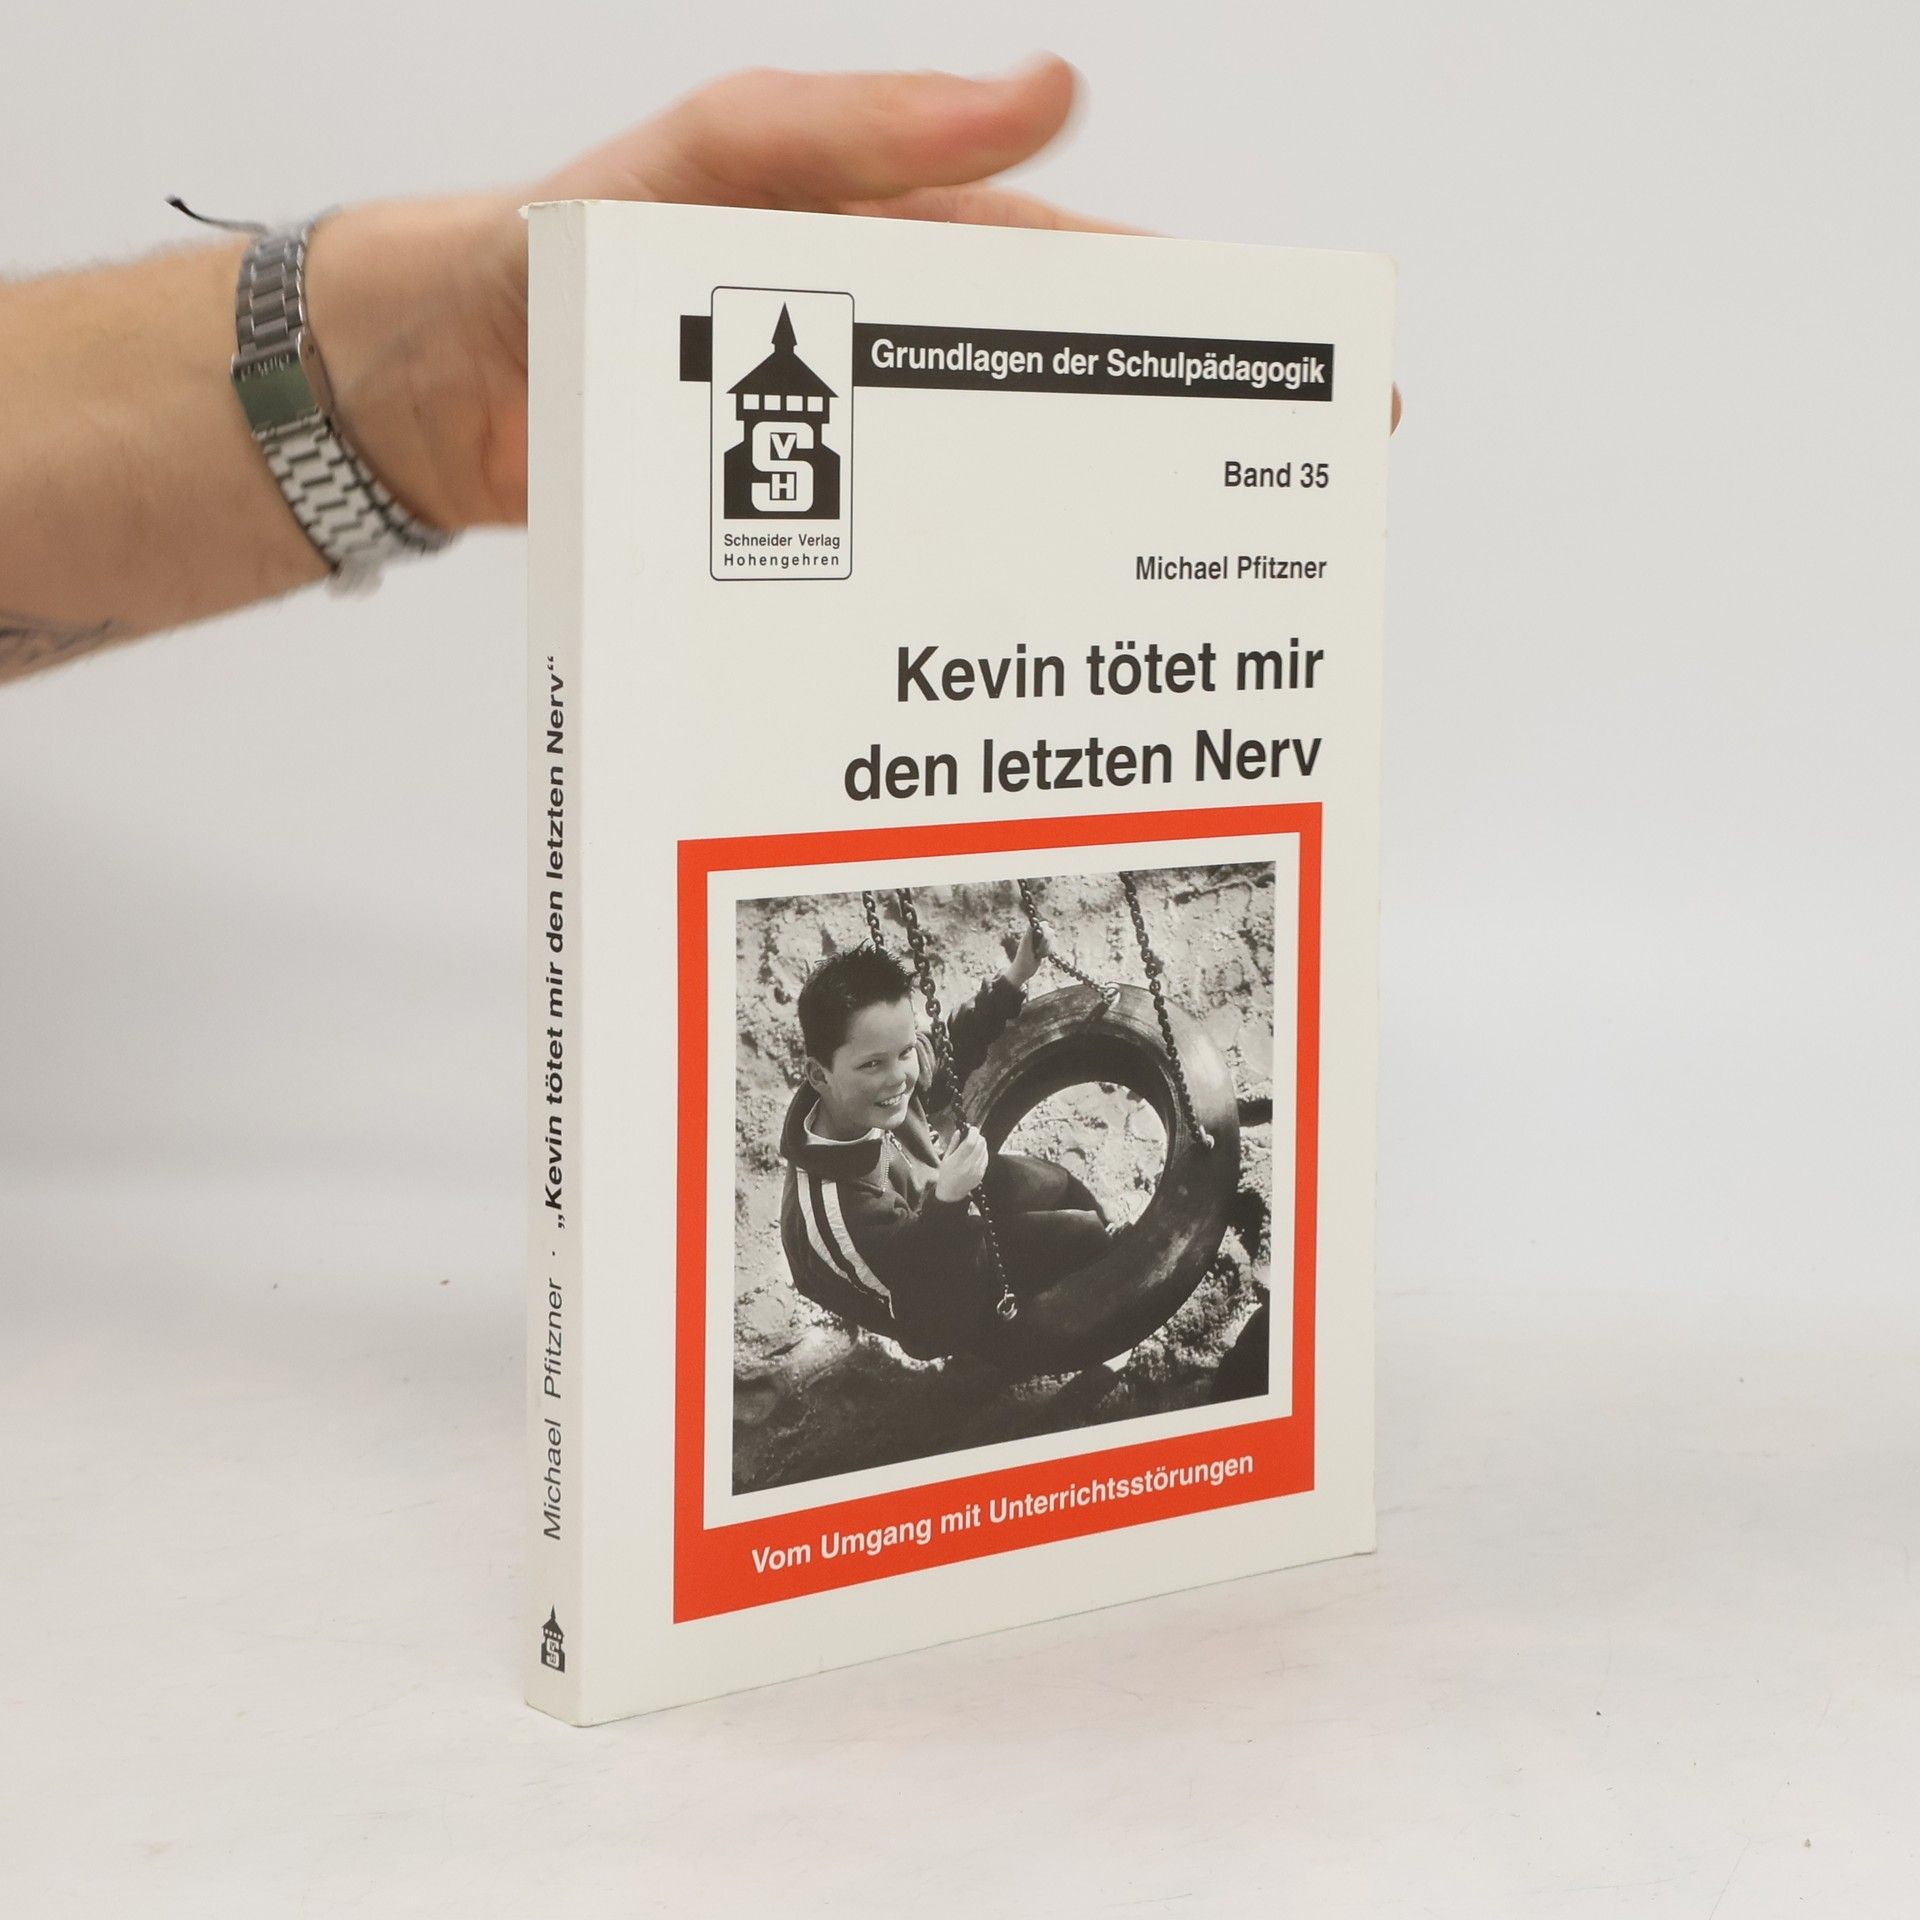 Grundlagen der Schulpädagogik
V
S
H
Schneider Verlag
Hohengehren
Band 35
Michael Pfitzner
Kevin tötet mir
den letzten Nerv
Vom Umgang mit Unterrichtsstörungen
Michael Pfitzner · „Kevin tötet mir den letzten Nerv“